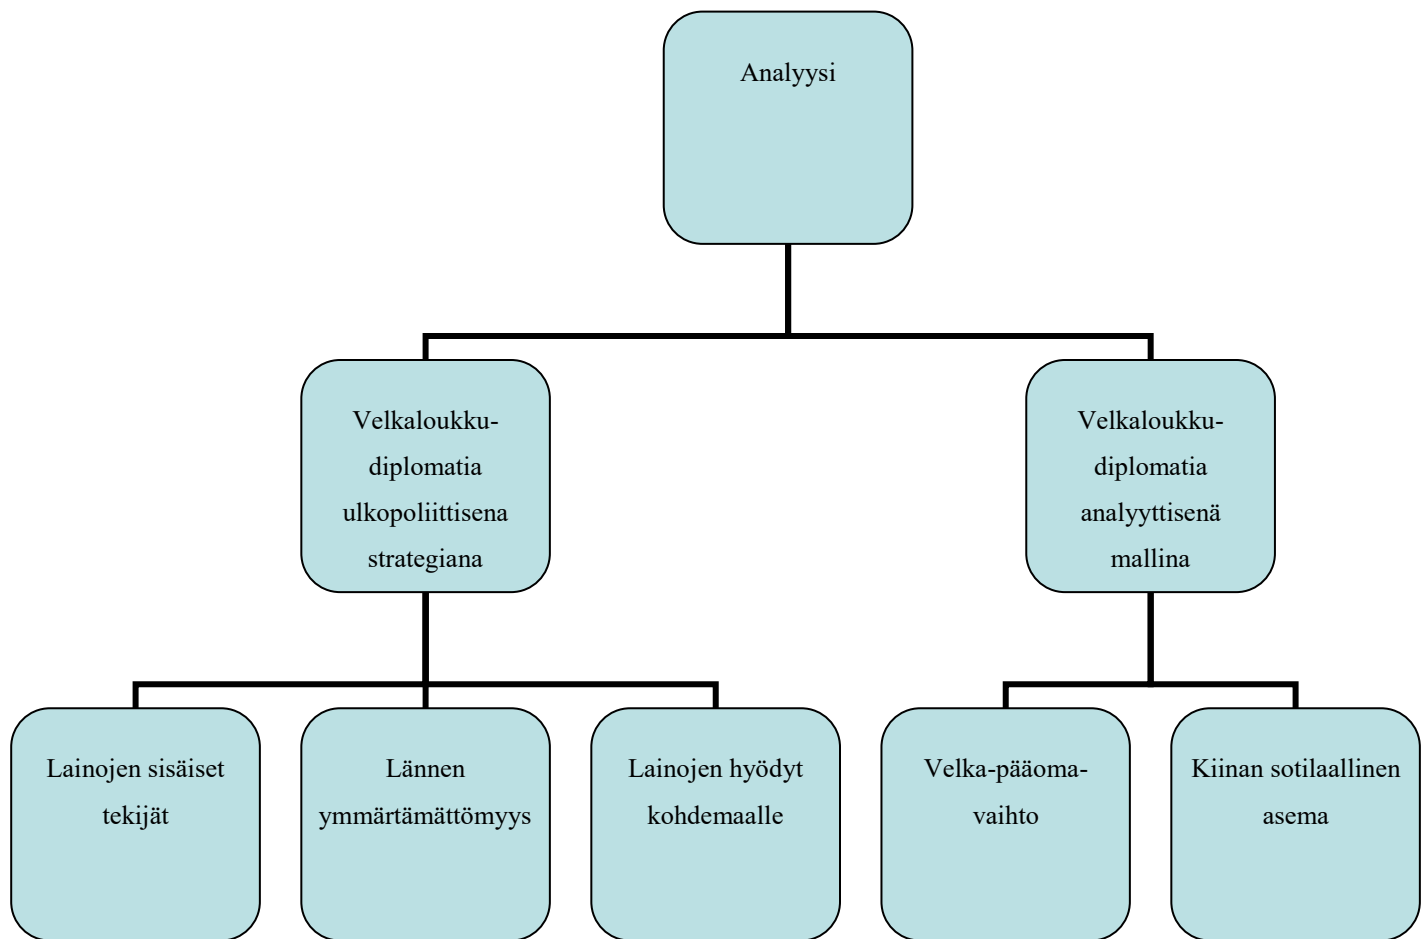 Analyysi
Velkaloukku-
diplomatia
ulkopoliittisena
strategiana
Velkaloukku-
diplomatia
analyyttisenä
mallina
Lainojen sisäiset
tekijät
Lännen
ymmärtämättömyys
Lainojen hyödyt
kohdemaalle
Velka-pääoma-
vaihto
Kiinan sotilaallinen
asema